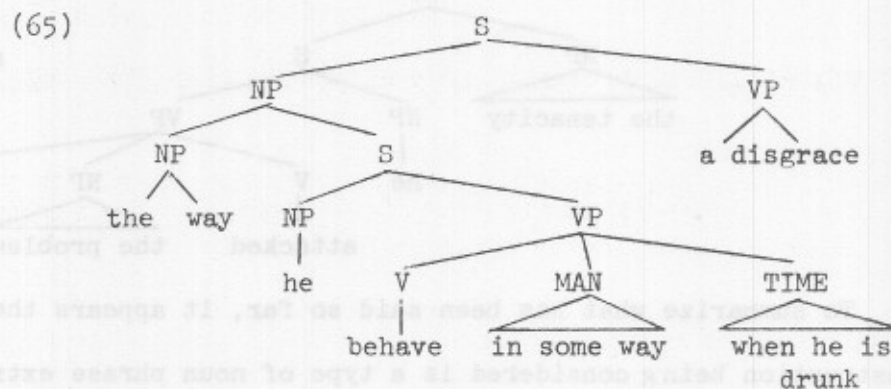 (65)
S
NP VP
NP S a disgrace
the way NP VP
he V MAN TIME
behave in some way when he is
drunk